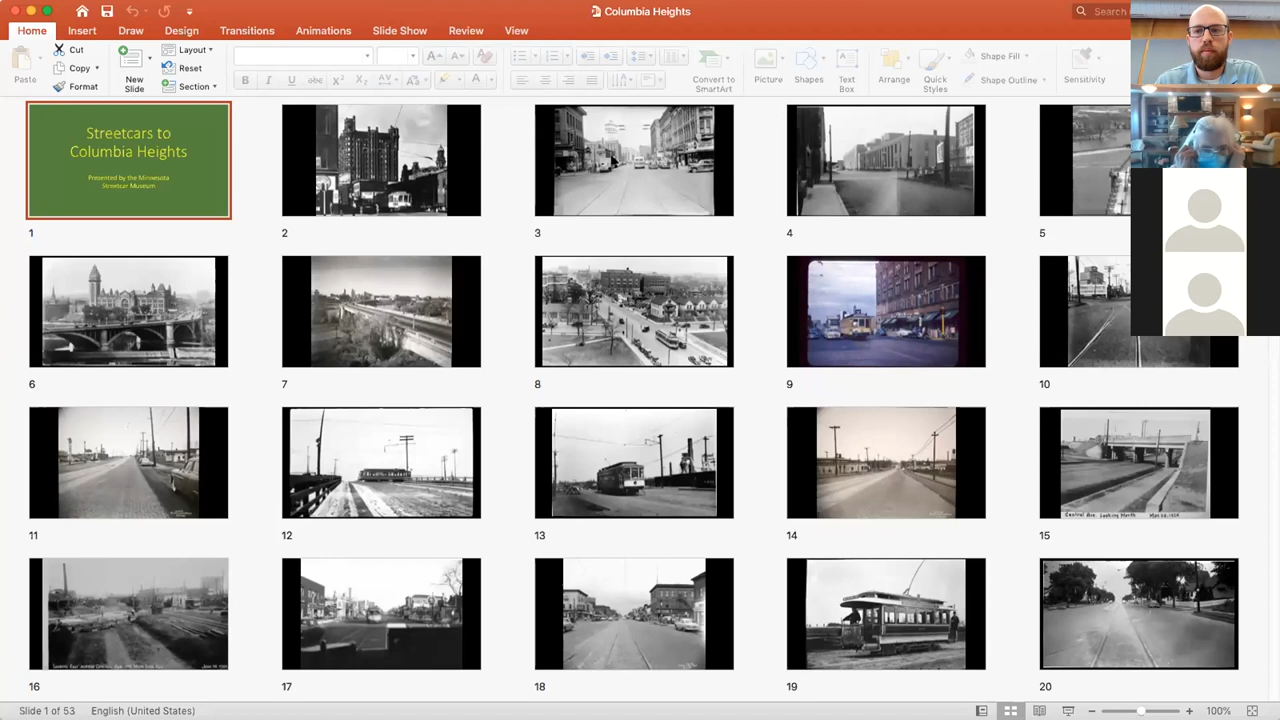 Columbia Heights
Search
Home Insert Draw Design Transitions Animations Slide Show Review View
Paste
Cut
Copy
Format
New
Slide
Layout
Reset
Section
Convert to
SmartArt
Picture
Shapes
Text
Box
Arrange
Quick
Styles
Shape Fill
Shape Outline
Sensitivity
Streetcars to
Columbia Heights
Presented by the Minnesota
Streetcar Museum
1 2 3 4 5
6 7 8 9 10
Central Ave. Looking North
11 12 13 14 15
16 17 18 19 20
Slide 1 of 53 English (United States) 100%